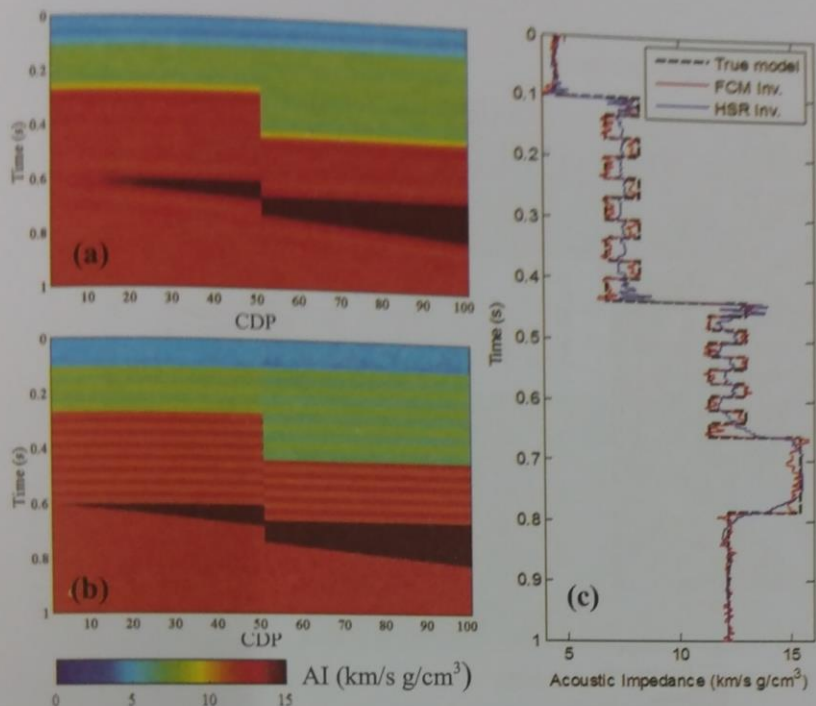 0
0.3
0.4
0.6
0.8
1
Time (s)
(a)
10 20 30 40 50 60 70 80 90 100
CDP
0
0.2
0.4
0.6
0.8
1
Time (s)
(b)
10 20 30 40 50 60 70 80 90 100
CDP
AI (km/s g/cm³)
0 5 10 15
0
0.1
0.2
0.3
0.4
0.5
0.6
0.7
0.8
0.9
1
Time (s)
True model
FCM Inv.
HSR Inv.
(c)
5 10 15
Acoustic Impedance (km/s g/cm³)